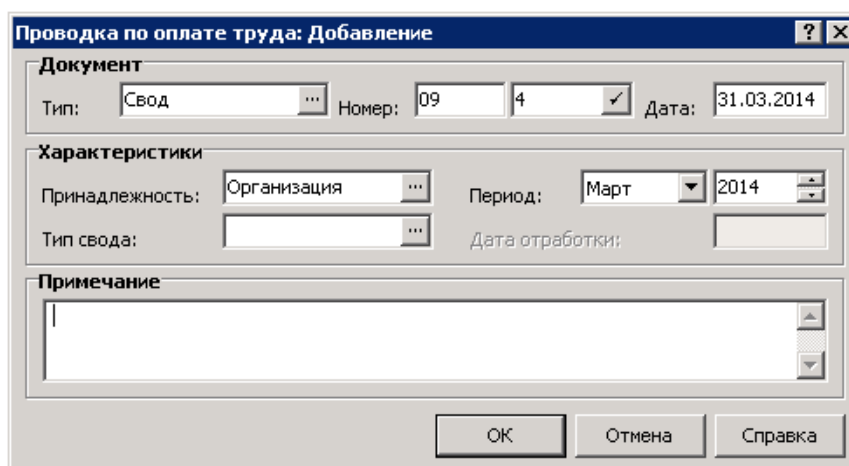 Проводка по оплате труда: Добавление
Документ
Тип: Свод ... Номер: 09 4 Дата: 31.03.2014
Характеристики
Принадлежность: Организация ... Период: Март 2014
Тип свода: ... Дата отработки:
Примечание
ОК Отмена Справка